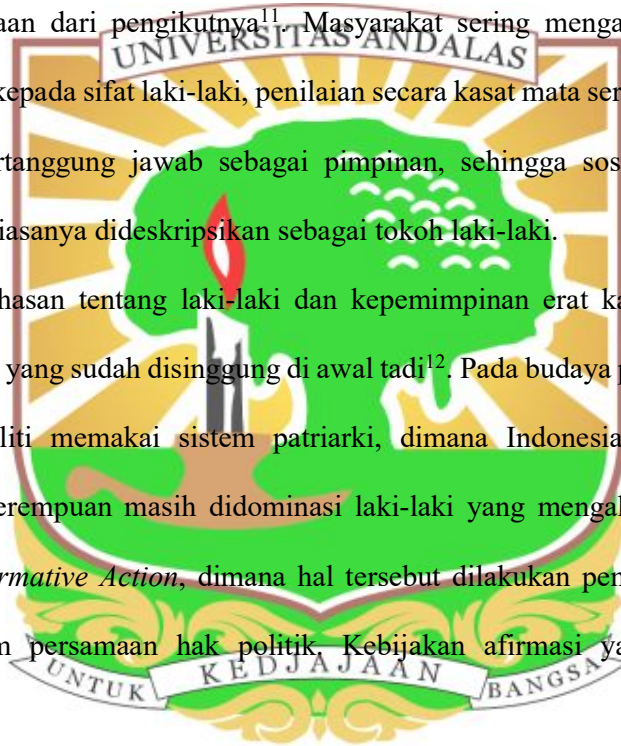 aan dari pengikutnya¹¹. Masyarakat sering menga
UNIVERSITAS ANDALAS
kepada sifat laki-laki, penilaian secara kasat mata ser
rtanggung jawab sebagai pimpinan, sehingga sos
iasanya dideskripsikan sebagai tokoh laki-laki.
hasan tentang laki-laki dan kepemimpinan erat ka
yang sudah disinggung di awal tadi¹². Pada budaya p
liti memakai sistem patriarki, dimana Indonesia
erempuan masih didominasi laki-laki yang mengal
rmative Action, dimana hal tersebut dilakukan pem
m persamaan hak politik. Kebijakan afirmasi ya
UNTUK KEDJAJAAN BANGSA